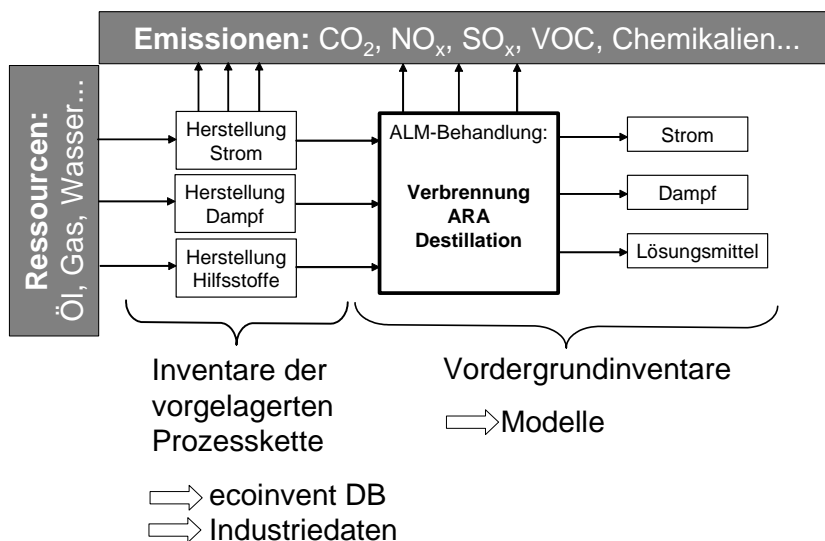 Emissionen: CO₂, NOₓ, SOₓ, VOC, Chemikalien...
Ressourcen:
Öl, Gas, Wasser...
Herstellung
Strom
Herstellung
Dampf
Herstellung
Hilfsstoffe
ALM-Behandlung:
Verbrennung
ARA
Destillation
Strom
Dampf
Lösungsmittel
Inventare der
vorgelagerten
Prozesskette
ecoinvent DB
Industriedaten
Vordergrundinventare
Modelle